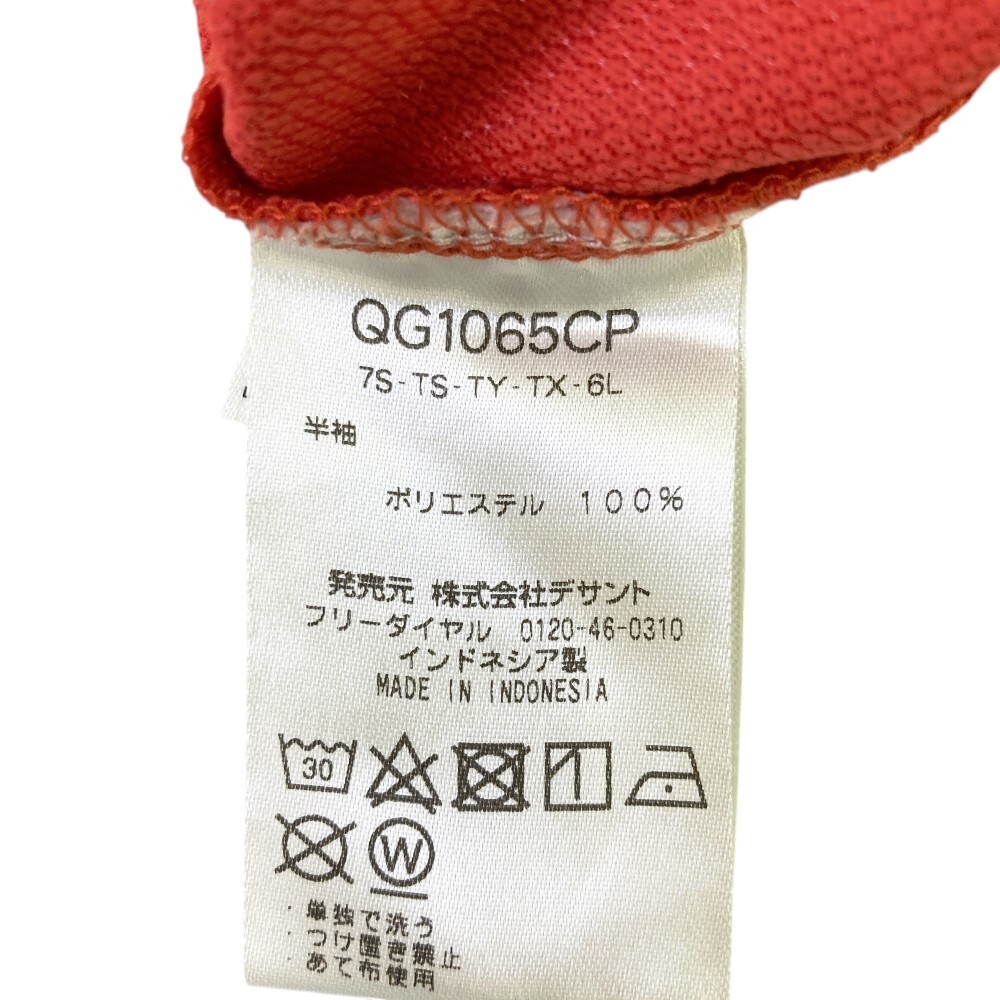 QG1065CP
7S-TS-TY-TX-6L
半袖
ポリエステル 100%
発売元 株式会社デサント
フリーダイヤル 0120-46-0310
インドネシア製
MADE IN INDONESIA
30
W
・単独で洗う
・つけ置き禁止
・あて布使用